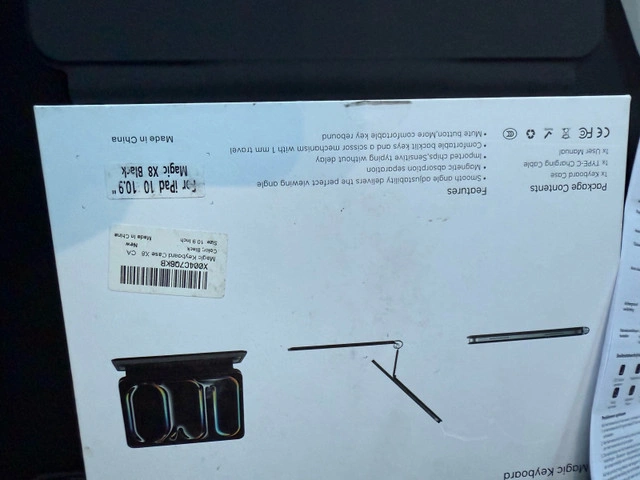 Magic Keyboard
Package Contents
1x Keyboard Case
1x TYPE-C Charging Cable
1x User Manual
CE FC
Features
• Smooth angle adjustability delivers the perfect viewing angle
• Magnetic absorption separation
• Imported chips,Sensitive typing without delay
• Comfortable backlit keys and a scissor mechanism with 1 mm travel
• Mute button,More comfortable key rebound
X004C7Q6KB
Magic Keyboard Case X8 CA
New
Color: Black
Size 10.9 Inch
Made in China
For iPad 10 10.9"
Magic X8 Black
Made in China